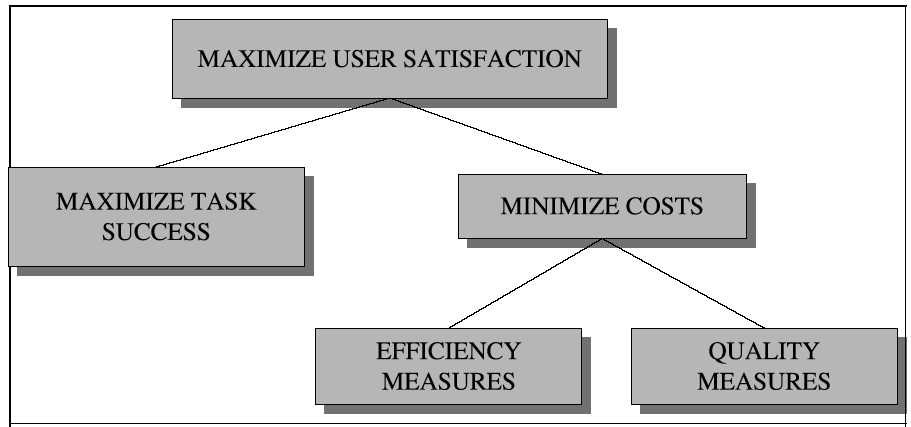 MAXIMIZE USER SATISFACTION
MAXIMIZE TASK
SUCCESS
MINIMIZE COSTS
EFFICIENCY
MEASURES
QUALITY
MEASURES